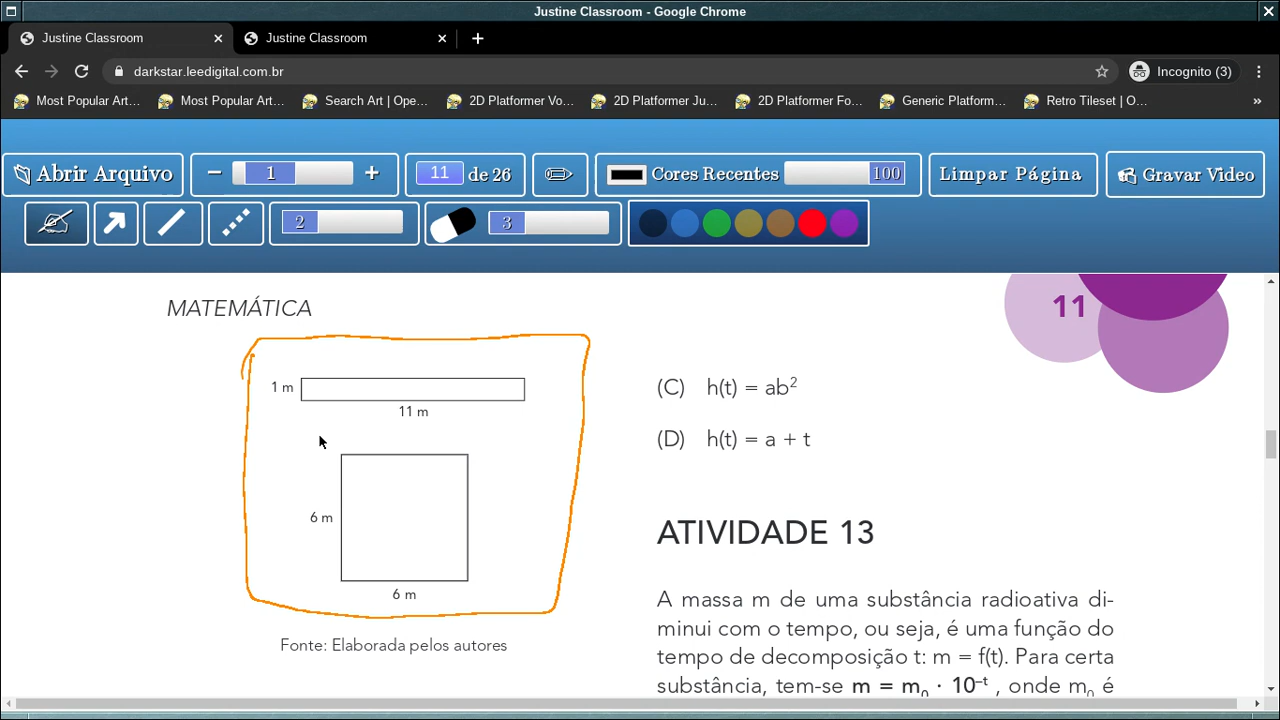 Justine Classroom - Google Chrome
Justine Classroom
Justine Classroom
darkstar.leedigital.com.br
Incognito (3)
Most Popular Art...
Most Popular Art...
Search Art | Ope...
2D Platformer Vo...
2D Platformer Ju...
2D Platformer Fo...
Generic Platform...
Retro Tileset | O...
»
Abrir Arquivo
− 1 +
11 de 26
Cores Recentes 100
Limpar Página
Gravar Video
2
3
MATEMÁTICA
1 m
11 m
6 m
6 m
Fonte: Elaborada pelos autores
11
(C) h(t) = ab²
(D) h(t) = a + t
ATIVIDADE 13
A massa m de uma substância radioativa di-
minui com o tempo, ou seja, é uma função do
tempo de decomposição t: m = f(t). Para certa
substância, tem-se m = m₀ · 10⁻ᵗ , onde m₀ é